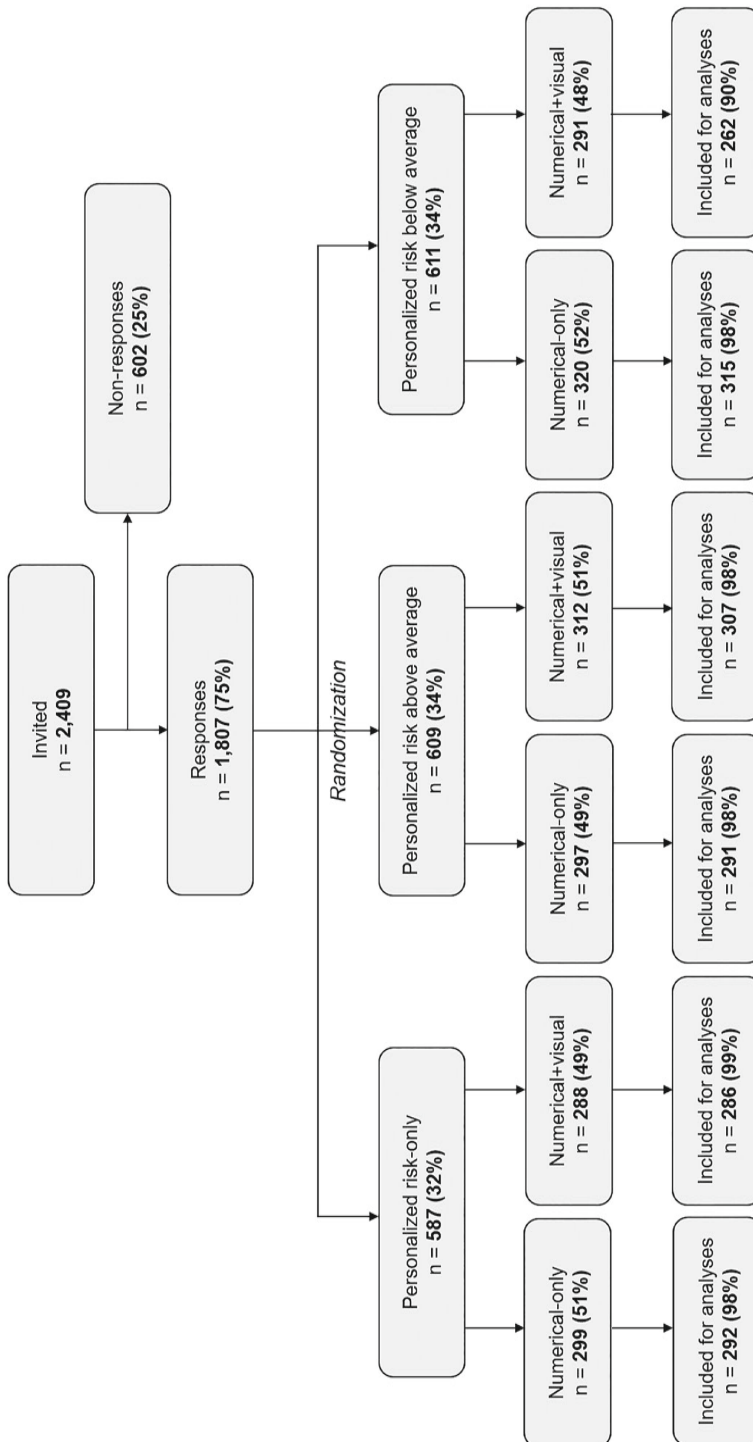 Invited
n = 2,409
Non-responses
n = 602 (25%)
Responses
n = 1,807 (75%)
Randomization
Personalized risk-only
n = 587 (32%)
Personalized risk above average
n = 609 (34%)
Personalized risk below average
n = 611 (34%)
Numerical-only
n = 299 (51%)
Numerical+visual
n = 288 (49%)
Numerical-only
n = 297 (49%)
Numerical+visual
n = 312 (51%)
Numerical-only
n = 320 (52%)
Numerical+visual
n = 291 (48%)
Included for analyses
n = 292 (98%)
Included for analyses
n = 286 (99%)
Included for analyses
n = 291 (98%)
Included for analyses
n = 307 (98%)
Included for analyses
n = 315 (98%)
Included for analyses
n = 262 (90%)